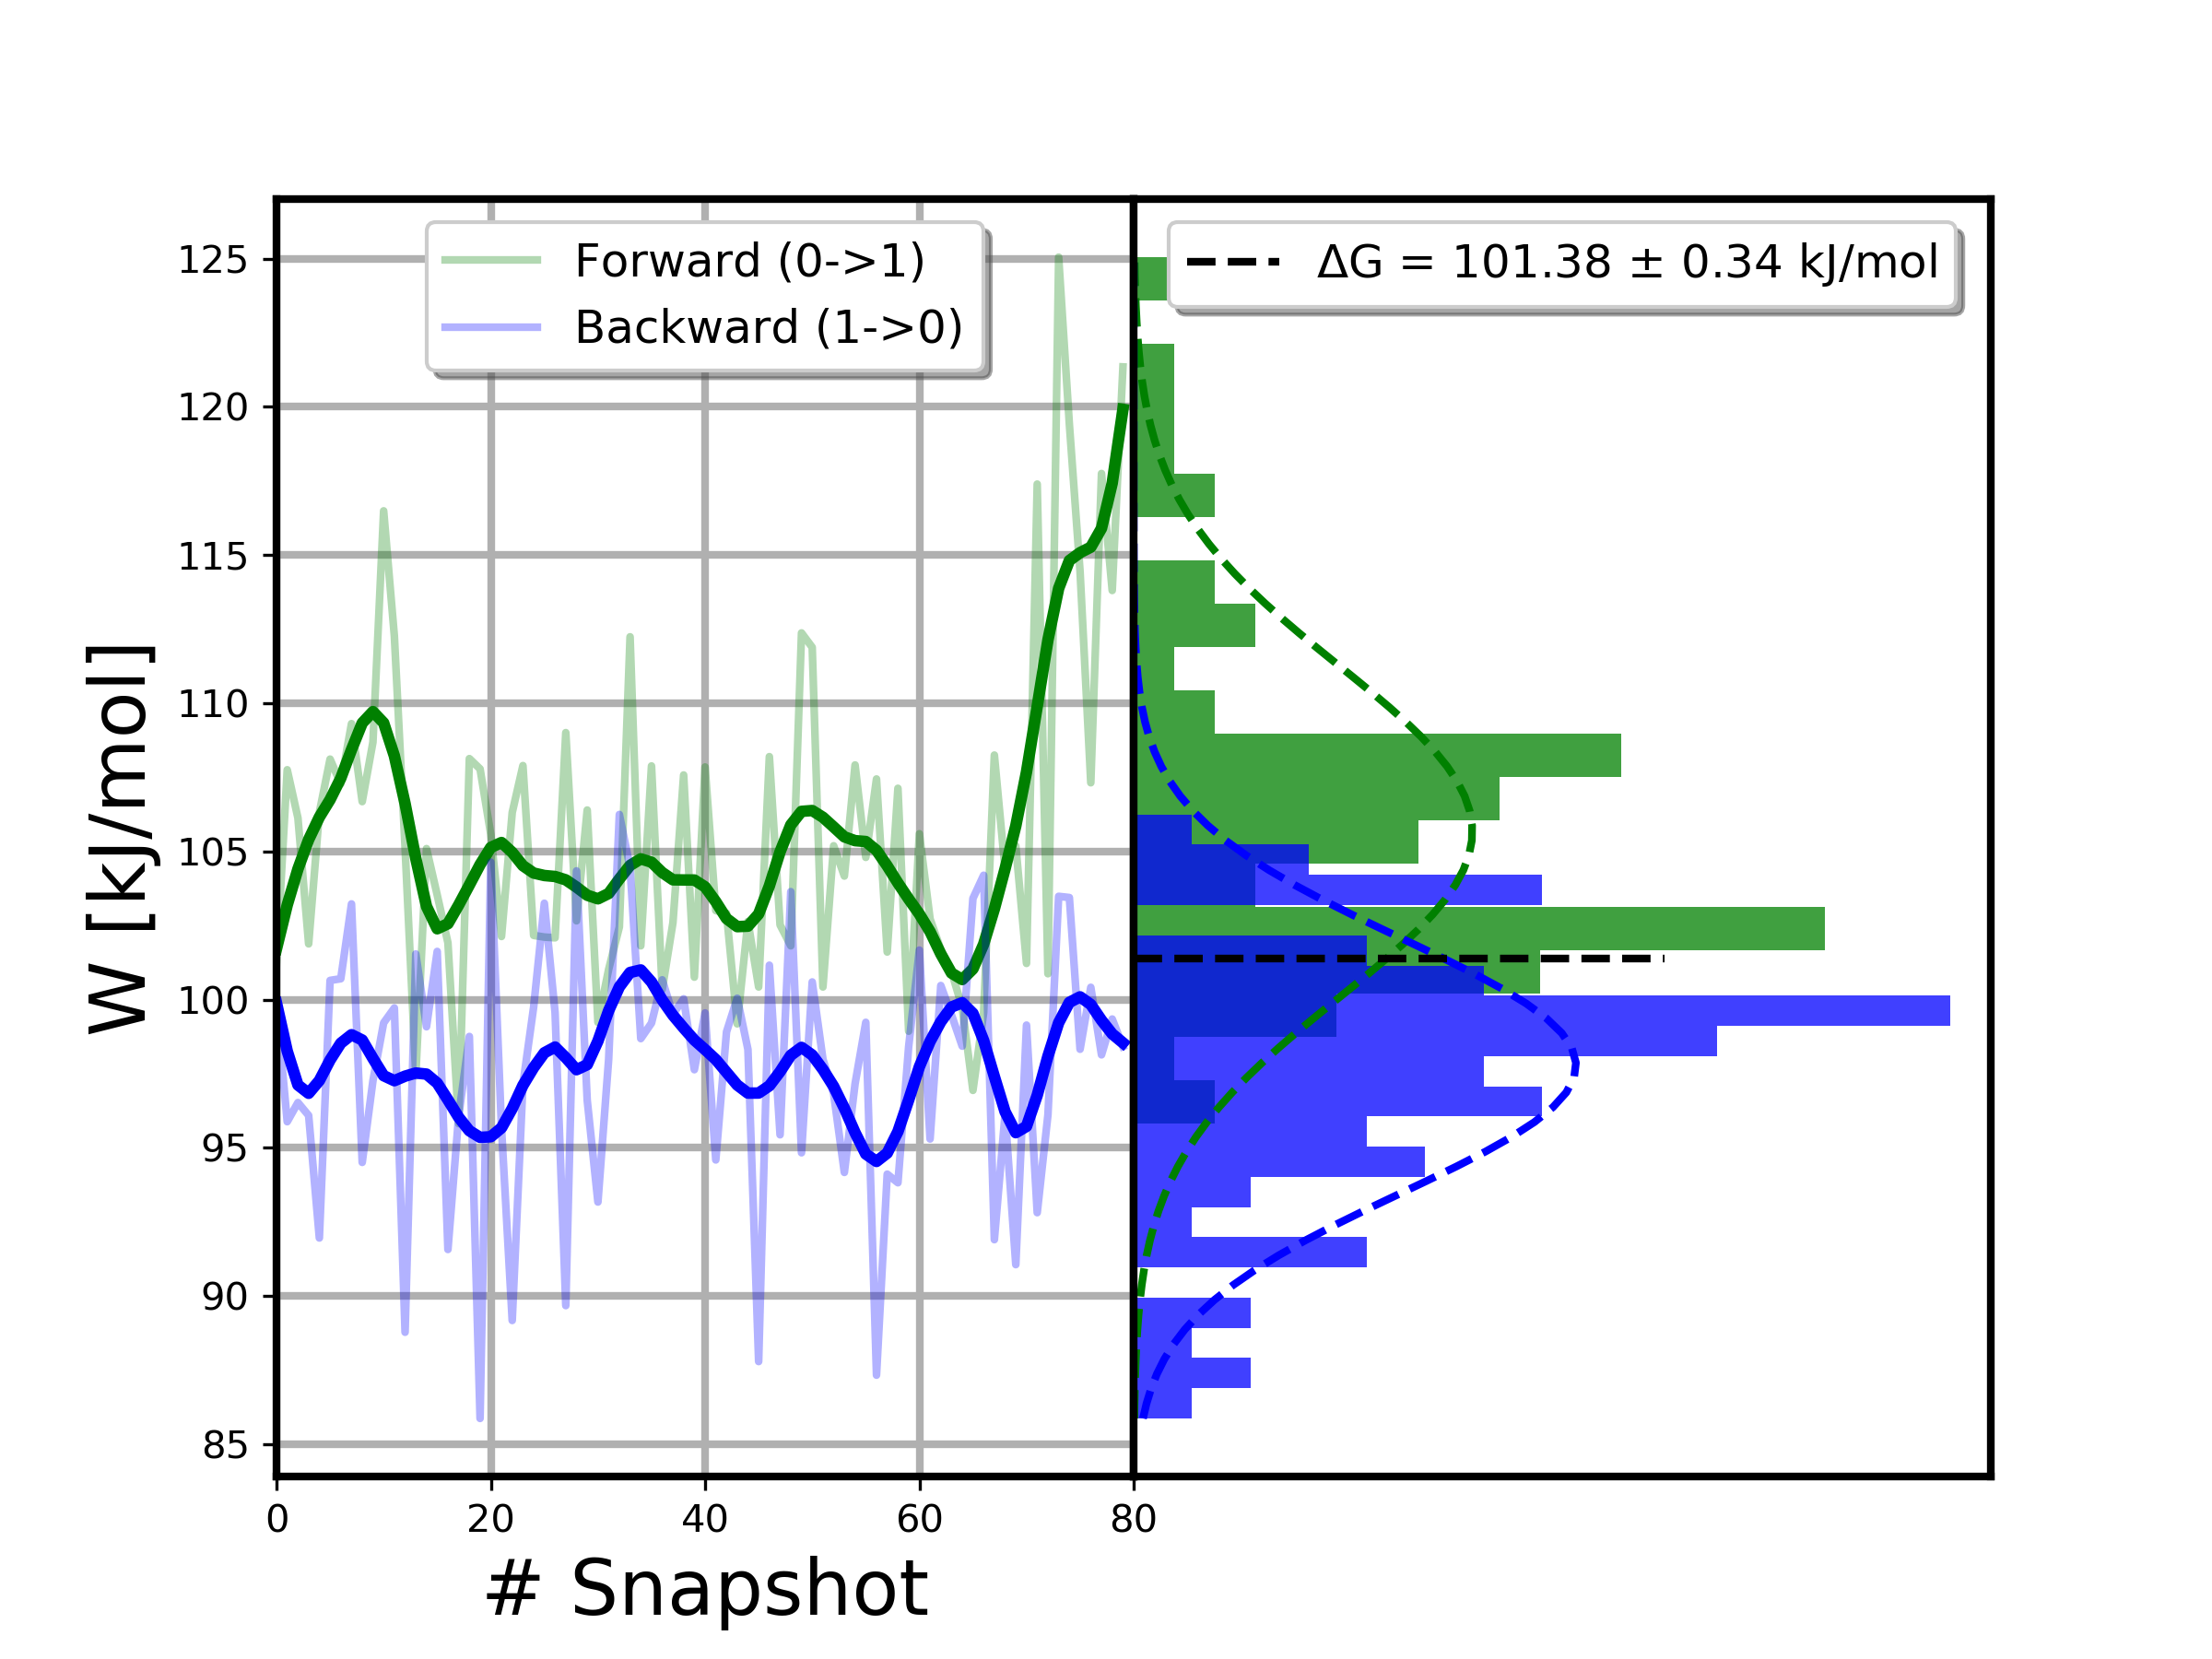 Forward (0->1)
Backward (1->0)
ΔG = 101.38 ± 0.34 kJ/mol
W [kJ/mol]
125
120
115
110
105
100
95
90
85
0 20 40 60 80
# Snapshot